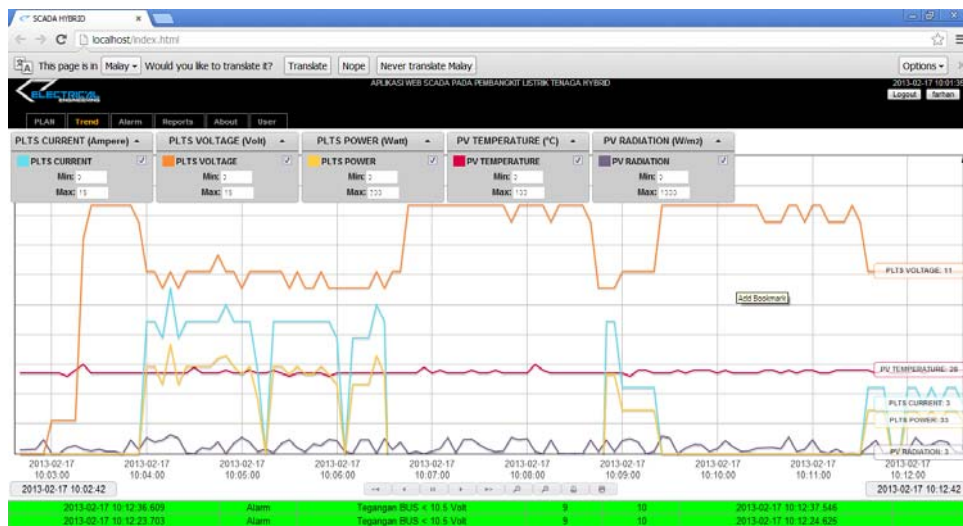 SCADA HYBRID
localhost/index.html
This page is in Malay Would you like to translate it? Translate Nope Never translate Malay Options
APLIKASI WEB SCADA PADA PEMBANGKIT LISTRIK TENAGA HYBRID
ELECTRICAL
ENGINEERING
Logout farhan
PLAN Trend Alarm Reports About User
PLTS CURRENT (Ampere) PLTS VOLTAGE (Volt) PLTS POWER (Watt) PV TEMPERATURE (°C) PV RADIATION (W/m2)
PLTS CURRENT PLTS VOLTAGE PLTS POWER PV TEMPERATURE PV RADIATION
Min: Min: Min: Min: Min:
Max: Max: Max: Max: Max:
PLTS VOLTAGE: 11
Add Bookmark
PV TEMPERATURE: 28
PLTS CURRENT: 3
PLTS POWER: 33
PV RADIATION: 3
2013-02-17 2013-02-17 2013-02-17 2013-02-17 2013-02-17 2013-02-17 2013-02-17 2013-02-17 2013-02-17 2013-02-17
10:03:00 10:04:00 10:05:00 10:06:00 10:07:00 10:08:00 10:09:00 10:10:00 10:11:00 10:12:00
2013-02-17 10:02:42 2013-02-17 10:12:42
2013-02-17 10:12:36.609 Alarm Tegangan BUS < 10.5 Volt 9 10 2013-02-17 10:12:37.546
2013-02-17 10:12:23.703 Alarm Tegangan BUS < 10.5 Volt 9 10 2013-02-17 10:12:24.625